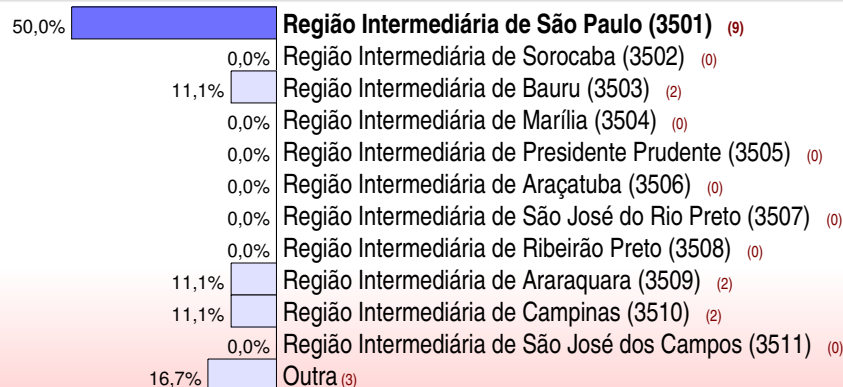 50,0% Região Intermediária de São Paulo (3501) (9)
0,0% Região Intermediária de Sorocaba (3502) (0)
11,1% Região Intermediária de Bauru (3503) (2)
0,0% Região Intermediária de Marília (3504) (0)
0,0% Região Intermediária de Presidente Prudente (3505) (0)
0,0% Região Intermediária de Araçatuba (3506) (0)
0,0% Região Intermediária de São José do Rio Preto (3507) (0)
0,0% Região Intermediária de Ribeirão Preto (3508) (0)
11,1% Região Intermediária de Araraquara (3509) (2)
11,1% Região Intermediária de Campinas (3510) (2)
0,0% Região Intermediária de São José dos Campos (3511) (0)
16,7% Outra (3)